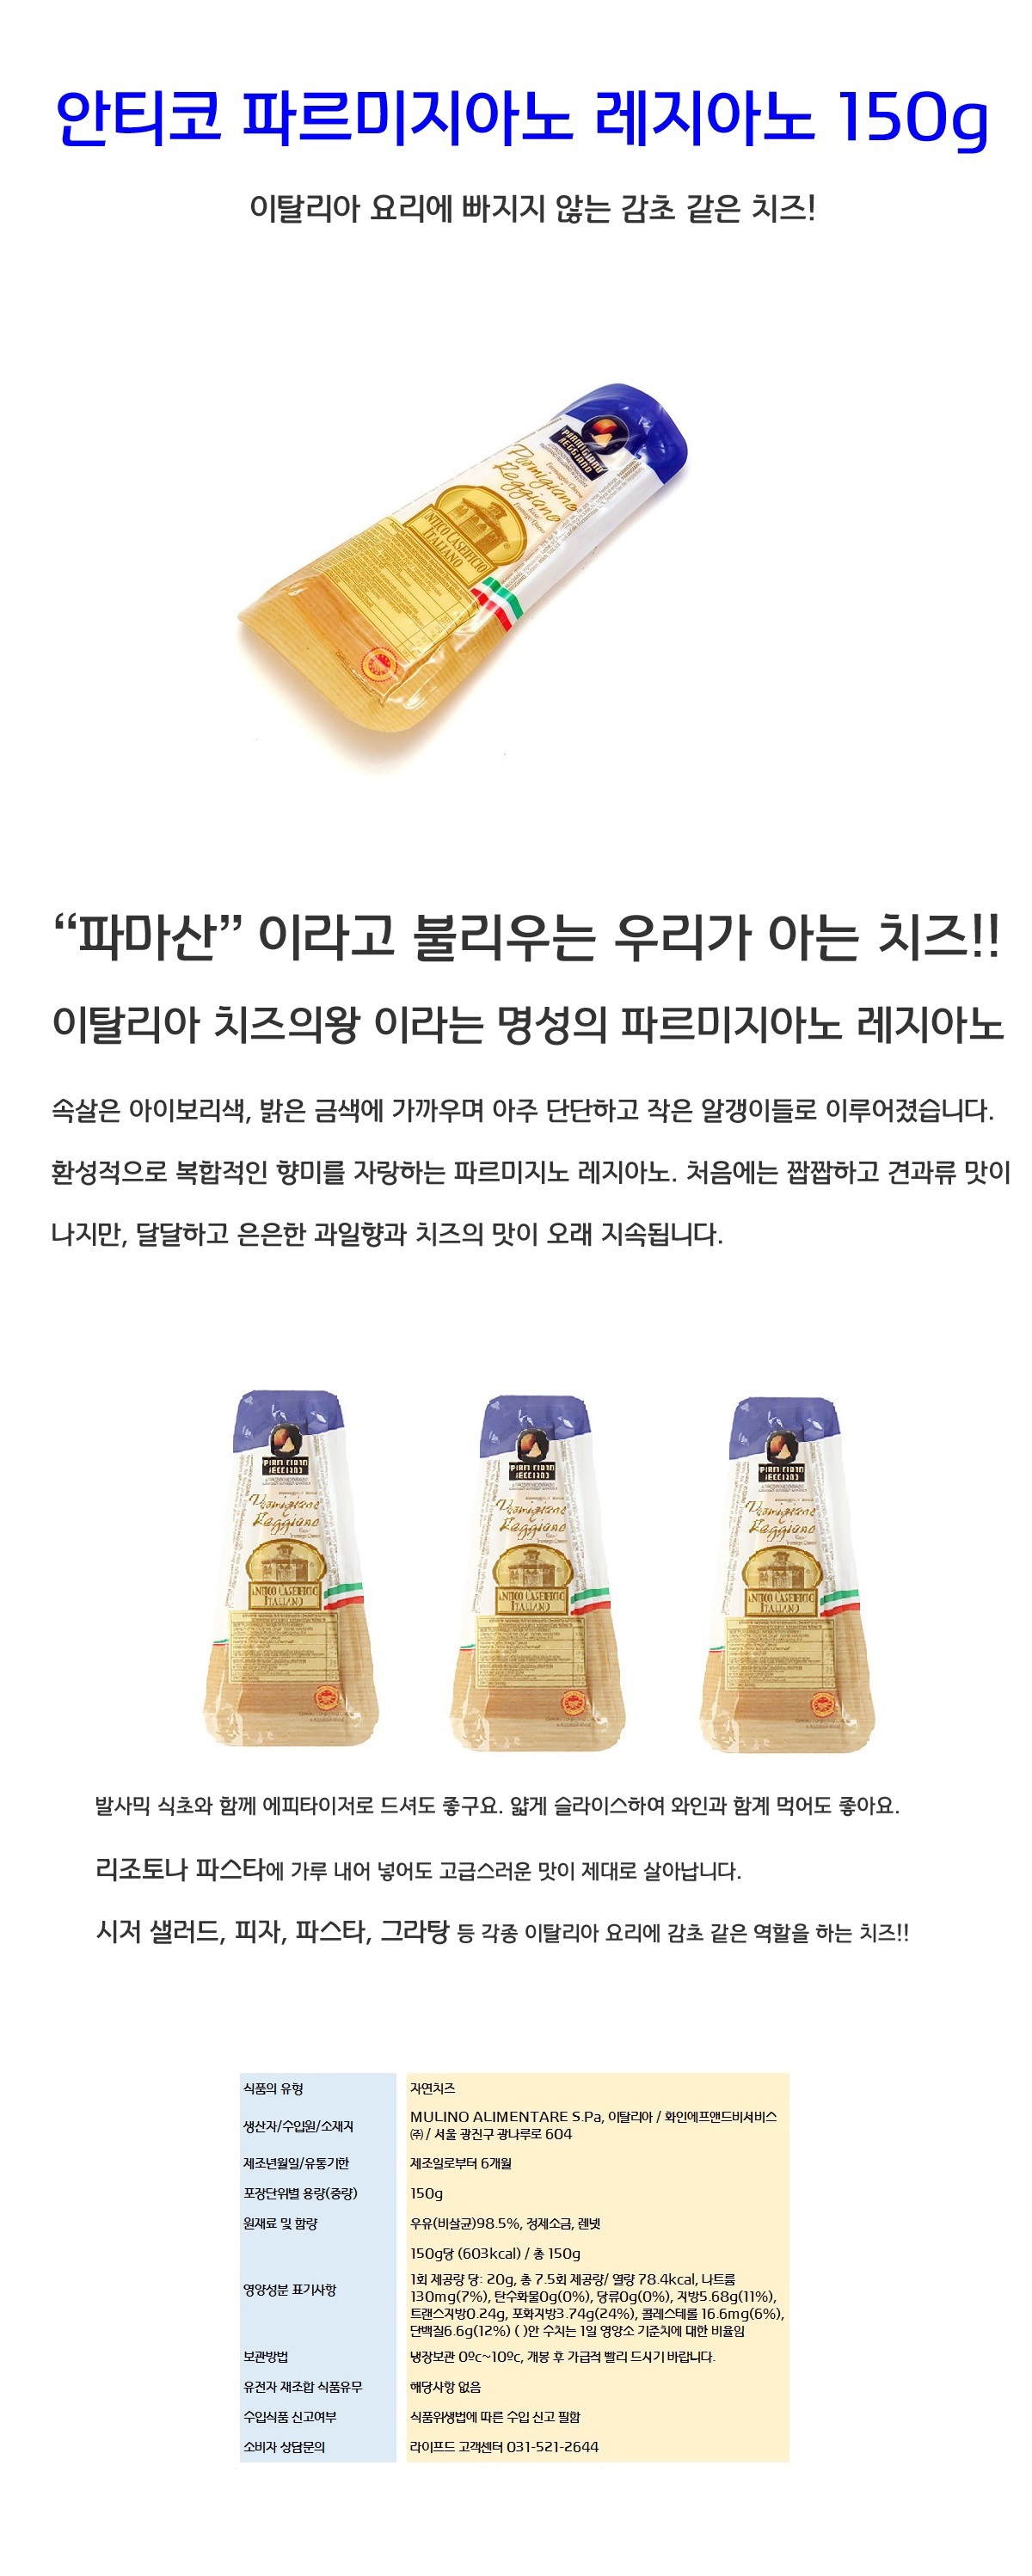 안티코 파르미지아노 레지아노 150g
이탈리아 요리에 빠지지 않는 감초 같은 치즈!
PARMIGIANO
REGGIANO
Parmigiano
Reggiano
ANTICO CASEIFICIO
ITALIANO
“파마산” 이라고 불리우는 우리가 아는 치즈!!
이탈리아 치즈의왕 이라는 명성의 파르미지아노 레지아노
속살은 아이보리색, 밝은 금색에 가까우며 아주 단단하고 작은 알갱이들로 이루어졌습니다.
환성적으로 복합적인 향미를 자랑하는 파르미지노 레지아노. 처음에는 짭짭하고 견과류 맛이
나지만, 달달하고 은은한 과일향과 치즈의 맛이 오래 지속됩니다.
Parmigiano
Reggiano
ANTICO CASEIFICIO
ITALIANO
Parmigiano
Reggiano
ANTICO CASEIFICIO
ITALIANO
Parmigiano
Reggiano
ANTICO CASEIFICIO
ITALIANO
발사믹 식초와 함께 에피타이저로 드셔도 좋구요. 얇게 슬라이스하여 와인과 함계 먹어도 좋아요.
리조토나 파스타에 가루 내어 넣어도 고급스러운 맛이 제대로 살아납니다.
시저 샐러드, 피자, 파스타, 그라탕 등 각종 이탈리아 요리에 감초 같은 역할을 하는 치즈!!
식품의 유형 자연치즈
생산자/수입원/소재지 MULINO ALIMENTARE S.Pa, 이탈리아 / 화인에프앤드비서비스
㈜ / 서울 광진구 광나루로 604
제조년월일/유통기한 제조일로부터 6개월
포장단위별 용량(중량) 150g
원재료 및 함량 우유(비살균)98.5%, 정제소금, 렌넷
150g당 (603kcal) / 총 150g
영양성분 표기사항 1회 제공량 당: 20g, 총 7.5회 제공량/ 열량 78.4kcal, 나트륨
130mg(7%), 탄수화물0g(0%), 당류0g(0%), 지방5.68g(11%),
트랜스지방0.24g, 포화지방3.74g(24%), 콜레스테롤 16.6mg(6%),
단백질6.6g(12%) ( )안 수치는 1일 영양소 기준치에 대한 비율임
보관방법 냉장보관 0ºc~10ºc, 개봉 후 가급적 빨리 드시기 바랍니다.
유전자 재조합 식품유무 해당사항 없음
수입식품 신고여부 식품위생법에 따른 수입 신고 필함
소비자 상담문의 라이프드 고객센터 031-521-2644